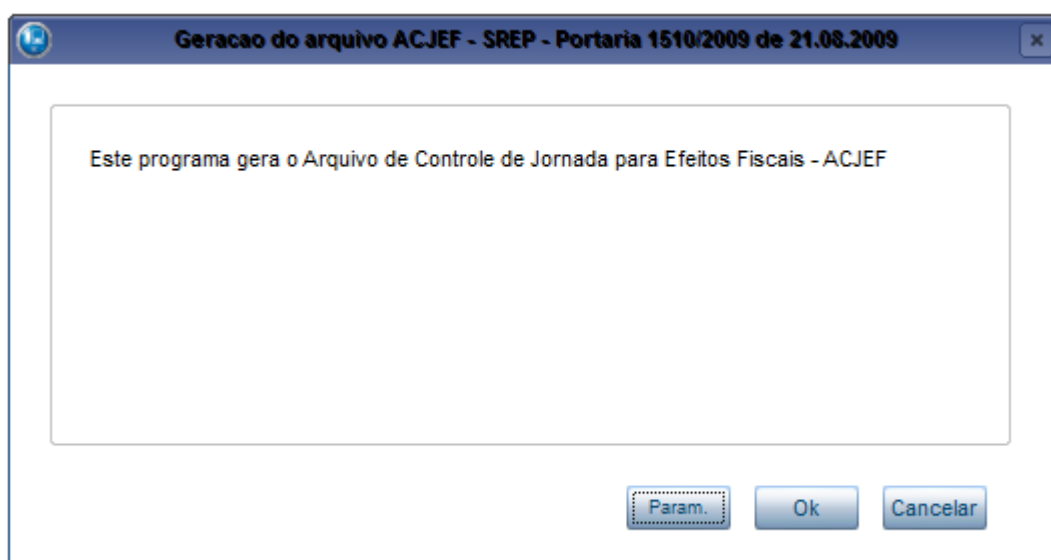 Geracao do arquivo ACJEF - SREP - Portaria 1510/2009 de 21.08.2009
Este programa gera o Arquivo de Controle de Jornada para Efeitos Fiscais - ACJEF
Param. Ok Cancelar